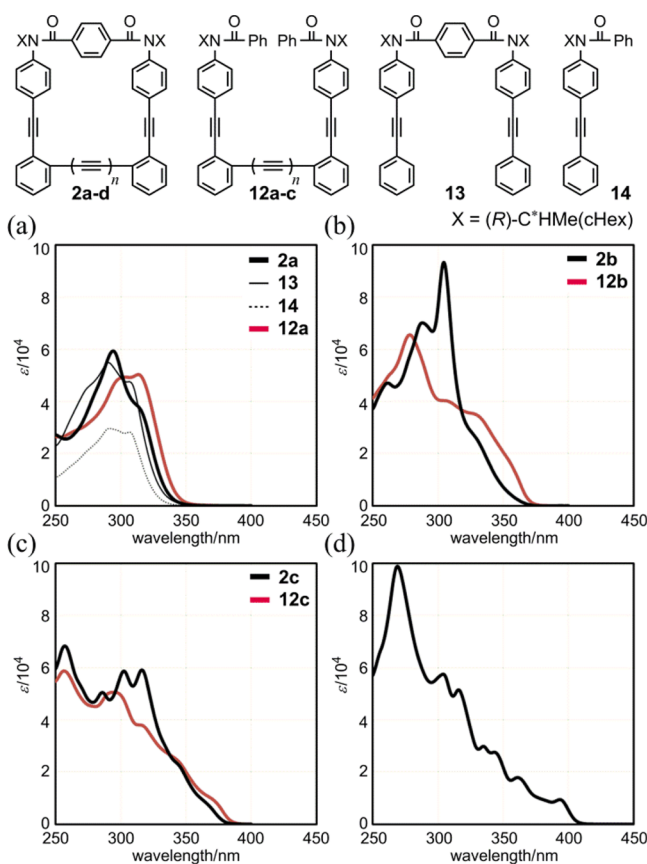 O O O O O O O
XN Ph Ph NX XN NX XN Ph
XN NX
n n
2a-d 12a-c 13 14
X = (R)-C*HMe(cHex)
(a) (b)
10 2a 13 14 12a
8
6
4
2
0
ε/10⁴
250 300 350 400 450
wavelength/nm
10 2b 12b
8
6
4
2
0
ε/10⁴
250 300 350 400 450
wavelength/nm
(c) (d)
10 2c 12c
8
6
4
2
0
ε/10⁴
250 300 350 400 450
wavelength/nm
10
8
6
4
2
0
ε/10⁴
250 300 350 400 450
wavelength/nm